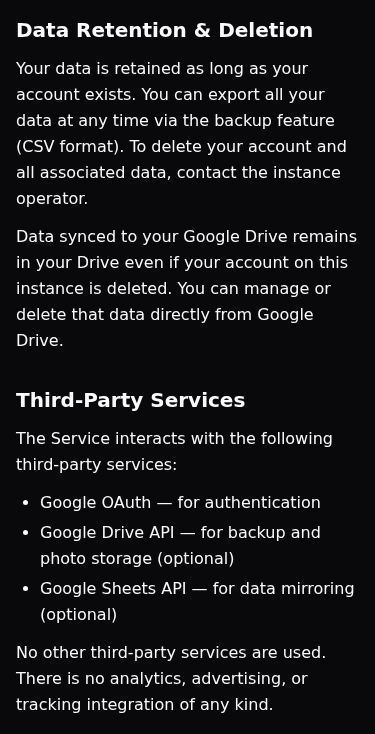 Data Retention & Deletion
Your data is retained as long as your
account exists. You can export all your
data at any time via the backup feature
(CSV format). To delete your account and
all associated data, contact the instance
operator.
Data synced to your Google Drive remains
in your Drive even if your account on this
instance is deleted. You can manage or
delete that data directly from Google
Drive.
Third-Party Services
The Service interacts with the following
third-party services:
• Google OAuth — for authentication
• Google Drive API — for backup and
photo storage (optional)
• Google Sheets API — for data mirroring
(optional)
No other third-party services are used.
There is no analytics, advertising, or
tracking integration of any kind.